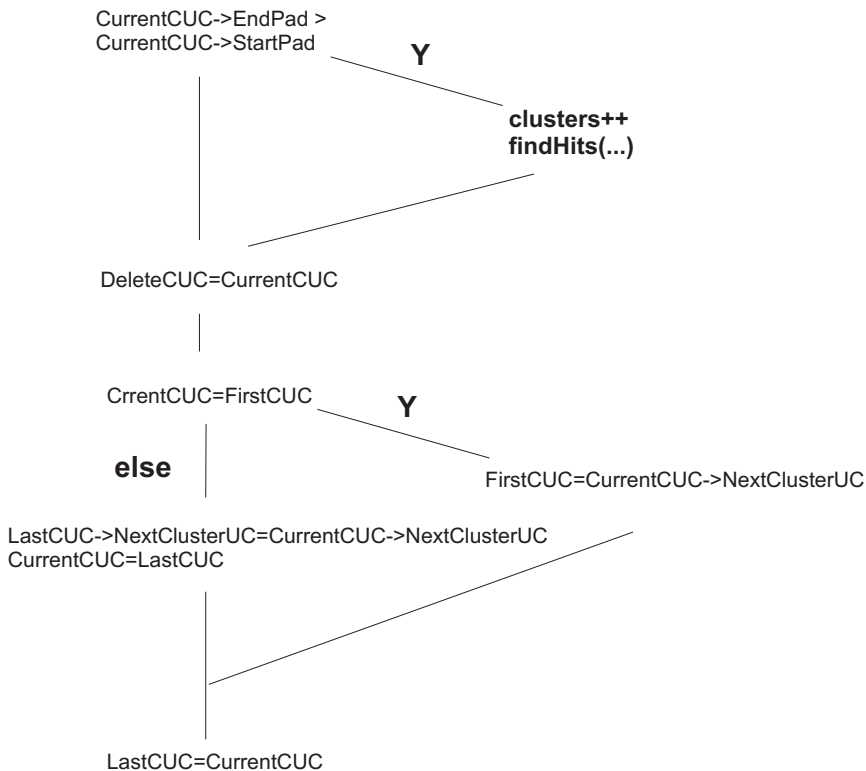 CurrentCUC->EndPad >
CurrentCUC->StartPad
Y
clusters++
findHits(...)
DeleteCUC=CurrentCUC
CrrentCUC=FirstCUC
Y
else
FirstCUC=CurrentCUC->NextClusterUC
LastCUC->NextClusterUC=CurrentCUC->NextClusterUC
CurrentCUC=LastCUC
LastCUC=CurrentCUC